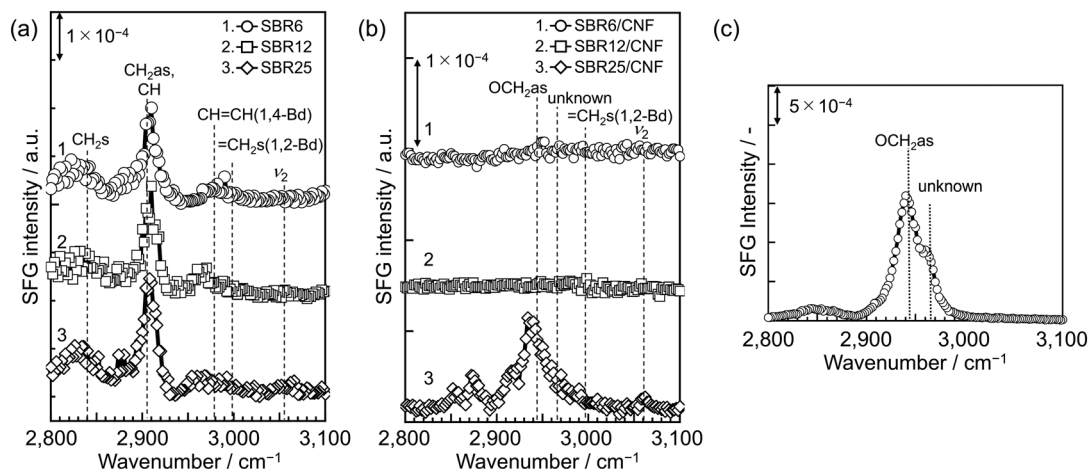 (a)
1 × 10⁻⁴
1. SBR6
2. SBR12
3. SBR25
CH₂as,
CH
CH=CH(1,4-Bd)
CH₂s
=CH₂s(1,2-Bd)
ν₂
1
2
3
SFG intensity / a.u.
2,800
2,900
3,000
3,100
Wavenumber / cm⁻¹
(b)
1. SBR6/CNF
2. SBR12/CNF
3. SBR25/CNF
1 × 10⁻⁴
OCH₂as
unknown
=CH₂s(1,2-Bd)
ν₂
1
2
3
SFG intensity / a.u.
2,800
2,900
3,000
3,100
Wavenumber / cm⁻¹
(c)
5 × 10⁻⁴
OCH₂as
unknown
SFG Intensity / -
2,800
2,900
3,000
3,100
Wavenumber / cm⁻¹